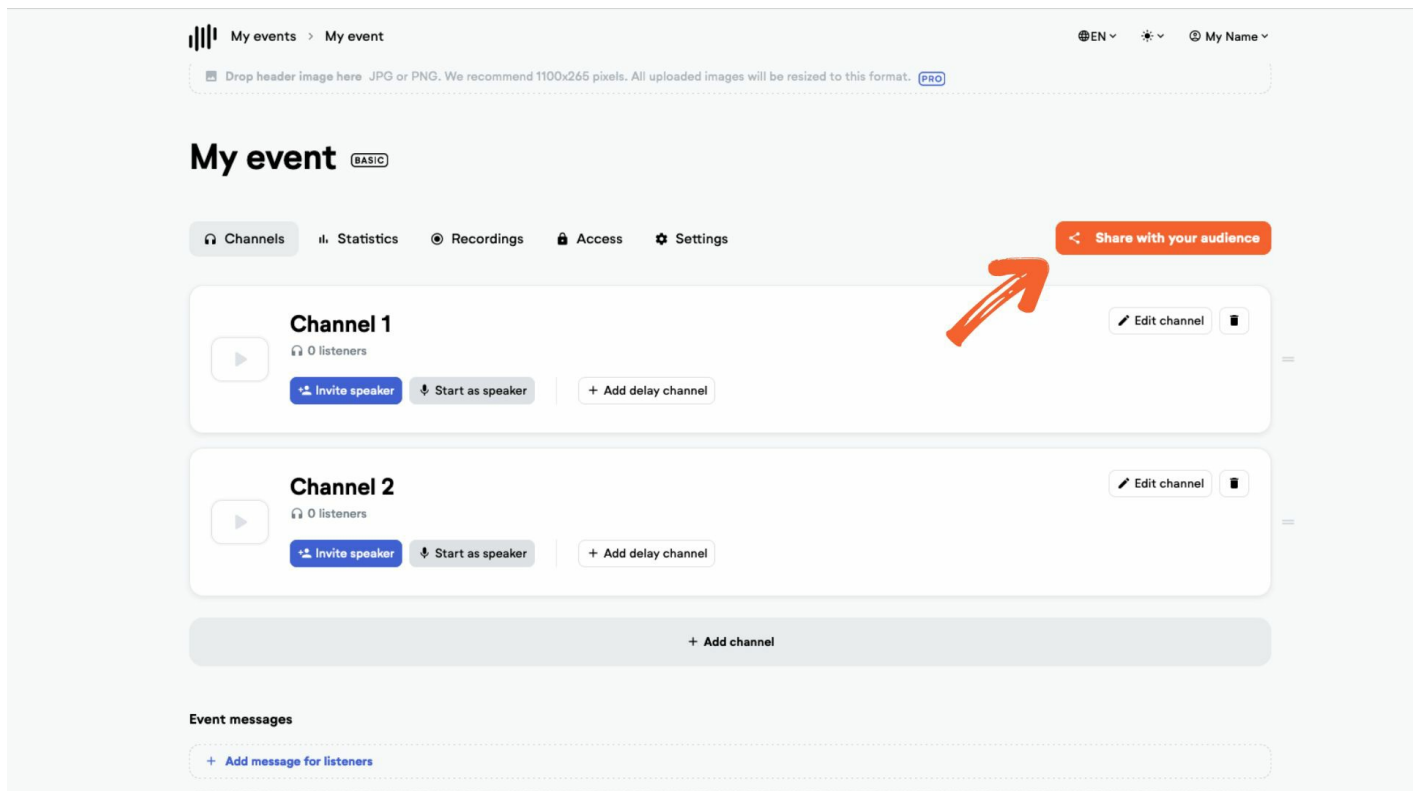 My events > My event EN My Name
Drop header image here JPG or PNG. We recommend 1100x265 pixels. All uploaded images will be resized to this format. PRO
My event BASIC
Channels Statistics Recordings Access Settings Share with your audience
Channel 1 Edit channel
0 listeners
Invite speaker Start as speaker + Add delay channel
Channel 2 Edit channel
0 listeners
Invite speaker Start as speaker + Add delay channel
+ Add channel
Event messages
+ Add message for listeners